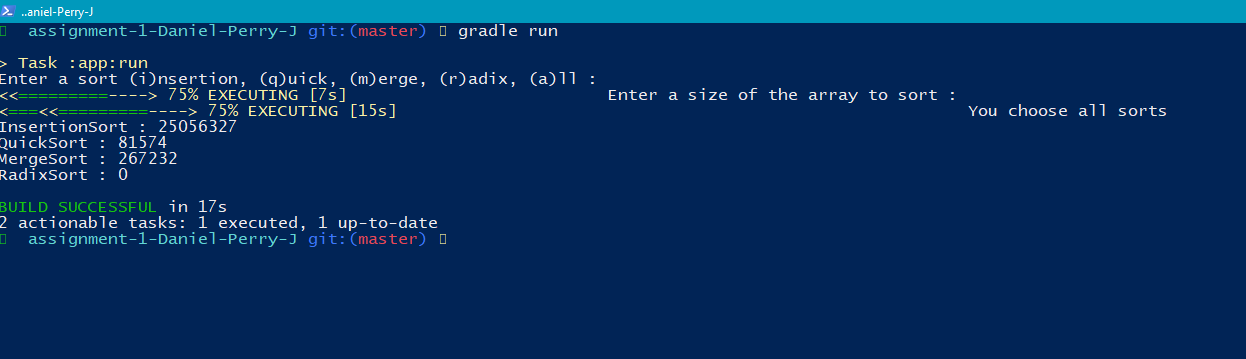 ..aniel-Perry-J
assignment-1-Daniel-Perry-J git:(master) gradle run
> Task :app:run
Enter a sort (i)nsertion, (q)uick, (m)erge, (r)adix, (a)ll :
<<=========----> 75% EXECUTING [7s] Enter a size of the array to sort :
<===<<=========----> 75% EXECUTING [15s] You choose all sorts
InsertionSort : 25056327
QuickSort : 81574
MergeSort : 267232
RadixSort : 0
BUILD SUCCESSFUL in 17s
2 actionable tasks: 1 executed, 1 up-to-date
assignment-1-Daniel-Perry-J git:(master)